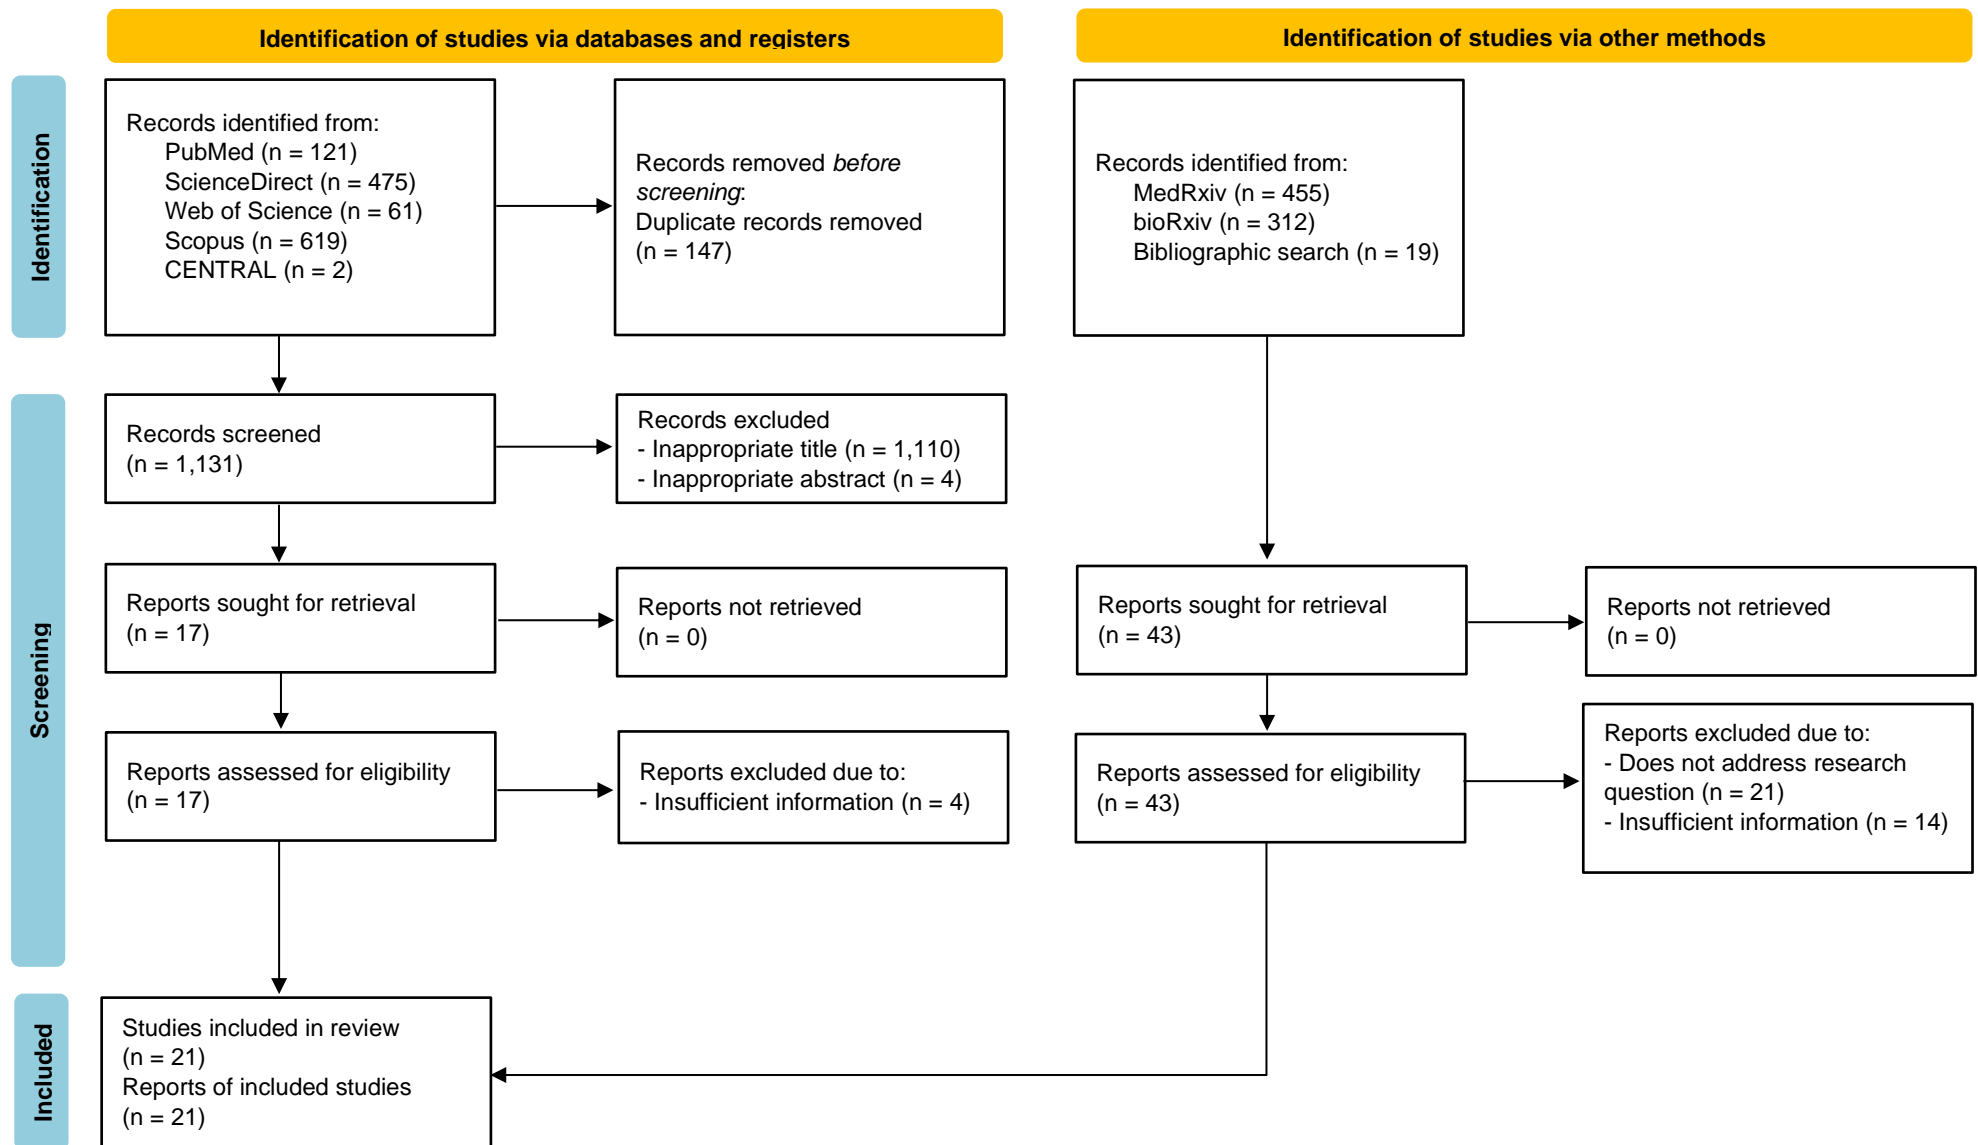 Identification of studies via databases and registers
Identification of studies via other methods
Identification
Records identified from:
PubMed (n = 121)
ScienceDirect (n = 475)
Web of Science (n = 61)
Scopus (n = 619)
CENTRAL (n = 2)
Records removed before
screening:
Duplicate records removed
(n = 147)
Records identified from:
MedRxiv (n = 455)
bioRxiv (n = 312)
Bibliographic search (n = 19)
Screening
Records screened
(n = 1,131)
Records excluded
- Inappropriate title (n = 1,110)
- Inappropriate abstract (n = 4)
Reports sought for retrieval
(n = 17)
Reports not retrieved
(n = 0)
Reports sought for retrieval
(n = 43)
Reports not retrieved
(n = 0)
Reports assessed for eligibility
(n = 17)
Reports excluded due to:
- Insufficient information (n = 4)
Reports assessed for eligibility
(n = 43)
Reports excluded due to:
- Does not address research
question (n = 21)
- Insufficient information (n = 14)
Included
Studies included in review
(n = 21)
Reports of included studies
(n = 21)